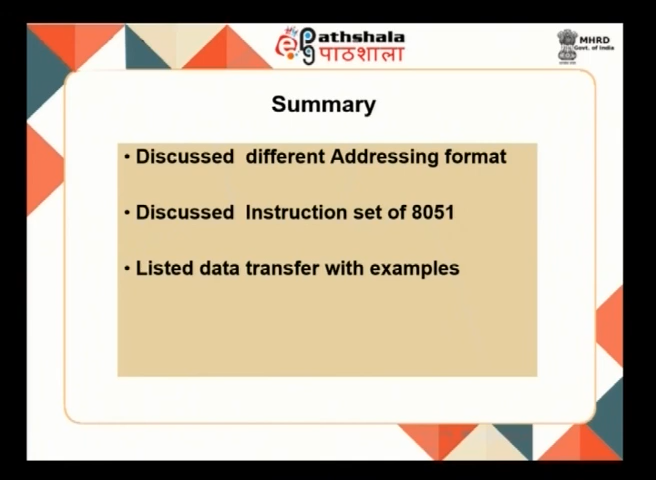 Pathshala
पाठशाला
MHRD
Govt. of India
Summary
• Discussed different Addressing format
• Discussed Instruction set of 8051
• Listed data transfer with examples